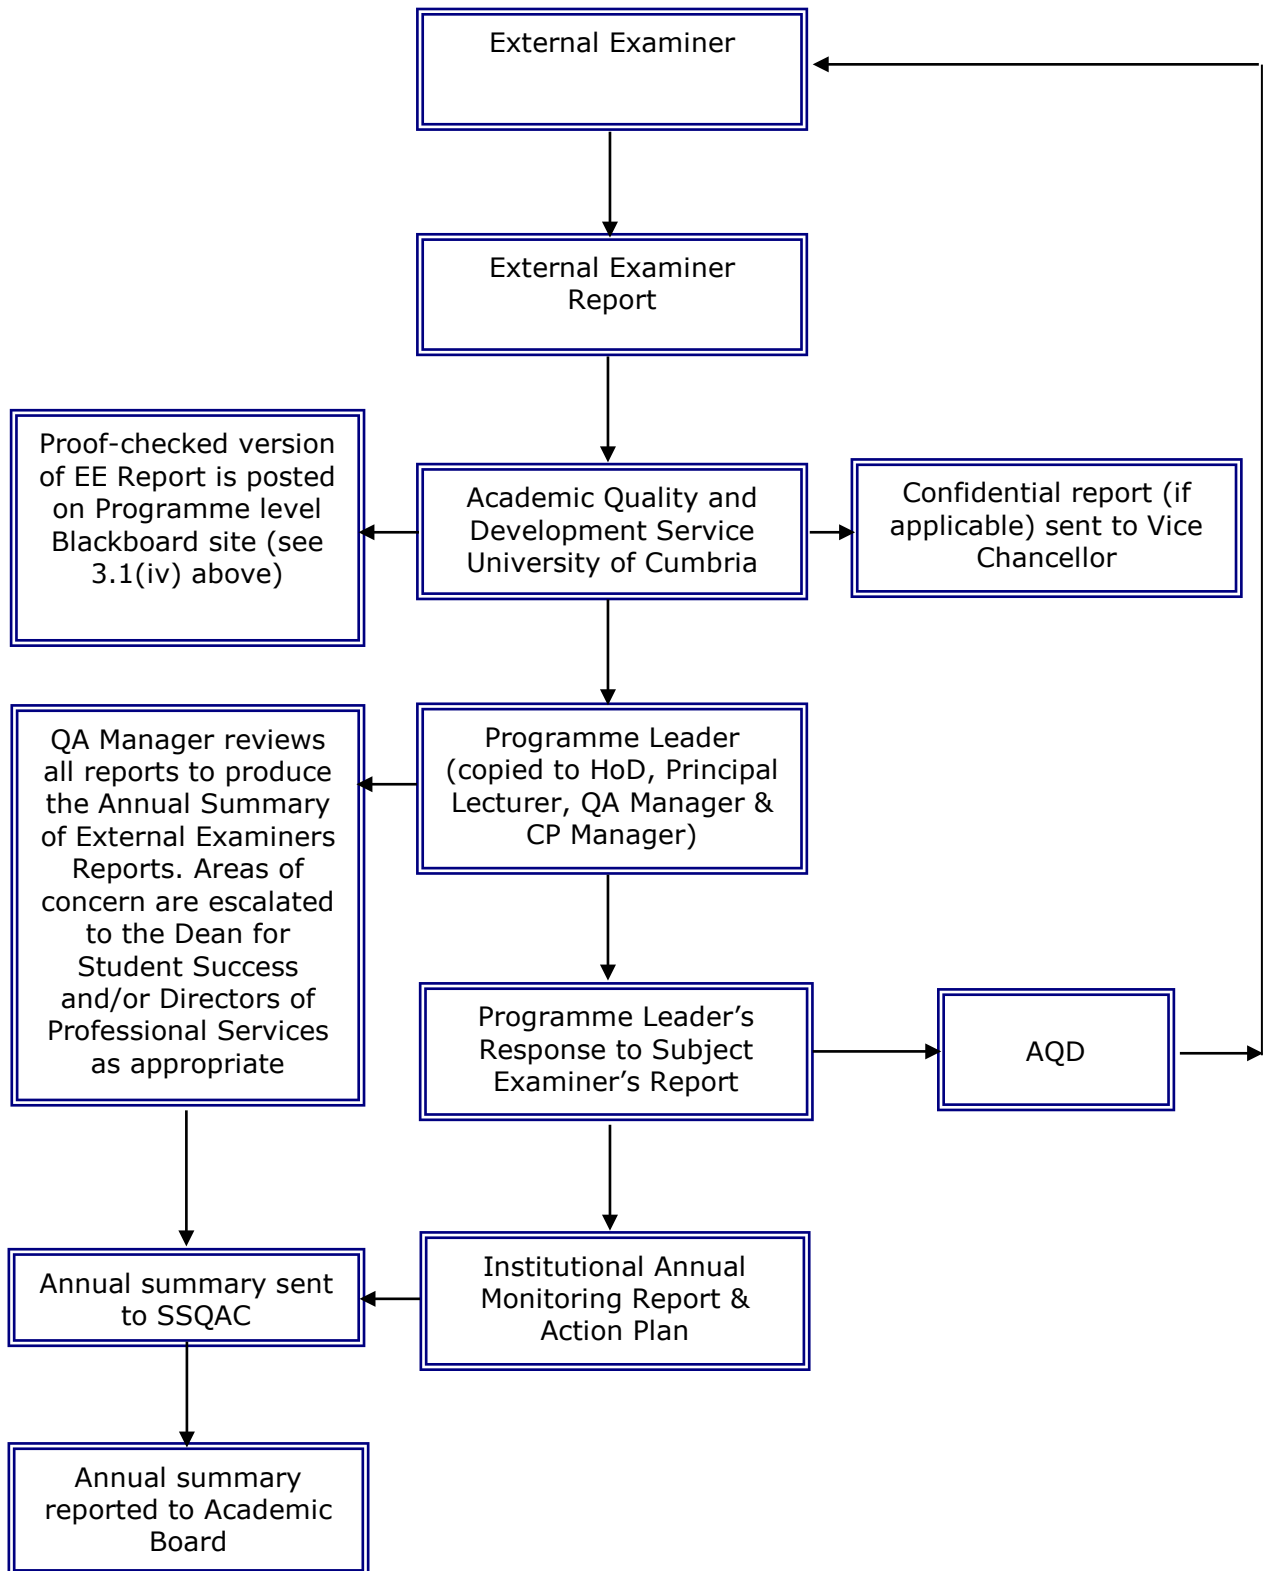 External Examiner
External Examiner
Report
Proof-checked version
of EE Report is posted
on Programme level
Blackboard site (see
3.1(iv) above)
Academic Quality and
Development Service
University of Cumbria
Confidential report (if
applicable) sent to Vice
Chancellor
QA Manager reviews
all reports to produce
the Annual Summary
of External Examiners
Reports. Areas of
concern are escalated
to the Dean for
Student Success
and/or Directors of
Professional Services
as appropriate
Programme Leader
(copied to HoD, Principal
Lecturer, QA Manager &
CP Manager)
Programme Leader’s
Response to Subject
Examiner’s Report
AQD
Annual summary sent
to SSQAC
Institutional Annual
Monitoring Report &
Action Plan
Annual summary
reported to Academic
Board